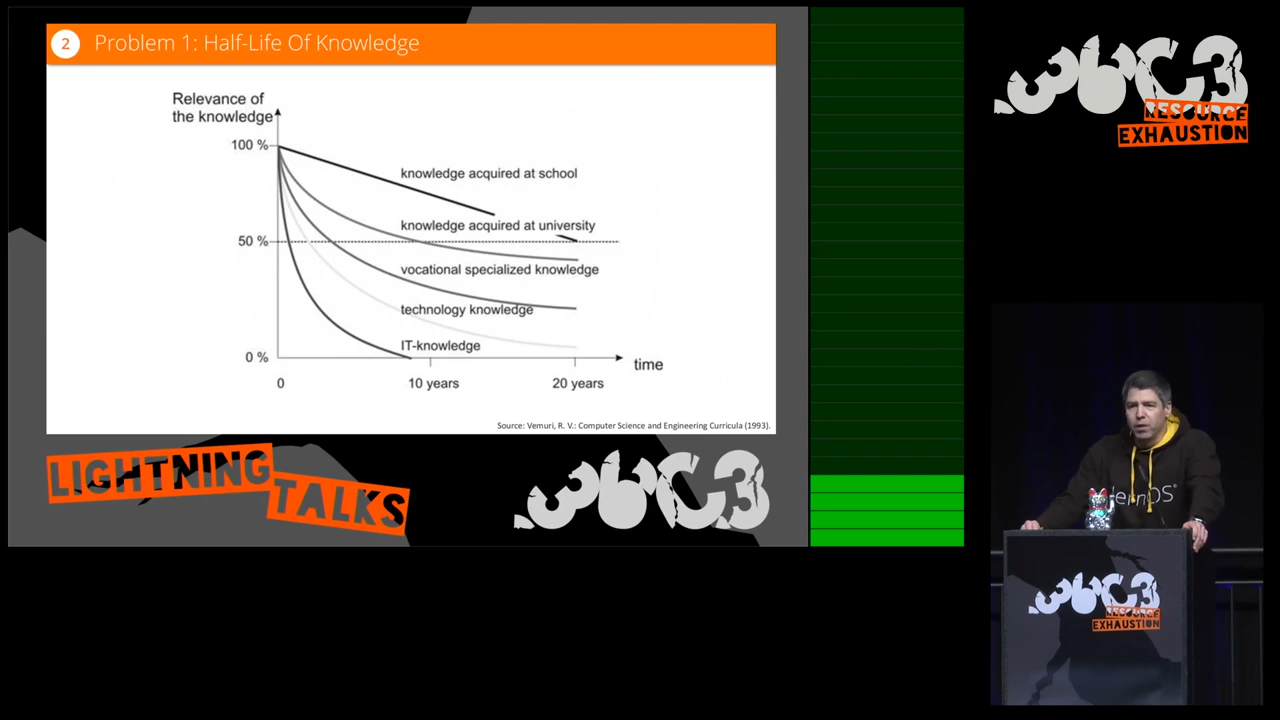 2 Problem 1: Half-Life Of Knowledge
Relevance of
the knowledge
100 %
knowledge acquired at school
knowledge acquired at university
50 %
vocational specialized knowledge
technology knowledge
IT-knowledge
0 %
time
0 10 years 20 years
Source: Vemuri, R. V.: Computer Science and Engineering Curricula (1993).
LIGHTNING
TALKS
36C3
36C3
RESOURCE
EXHAUSTION
36C3
RESOURCE
EXHAUSTION